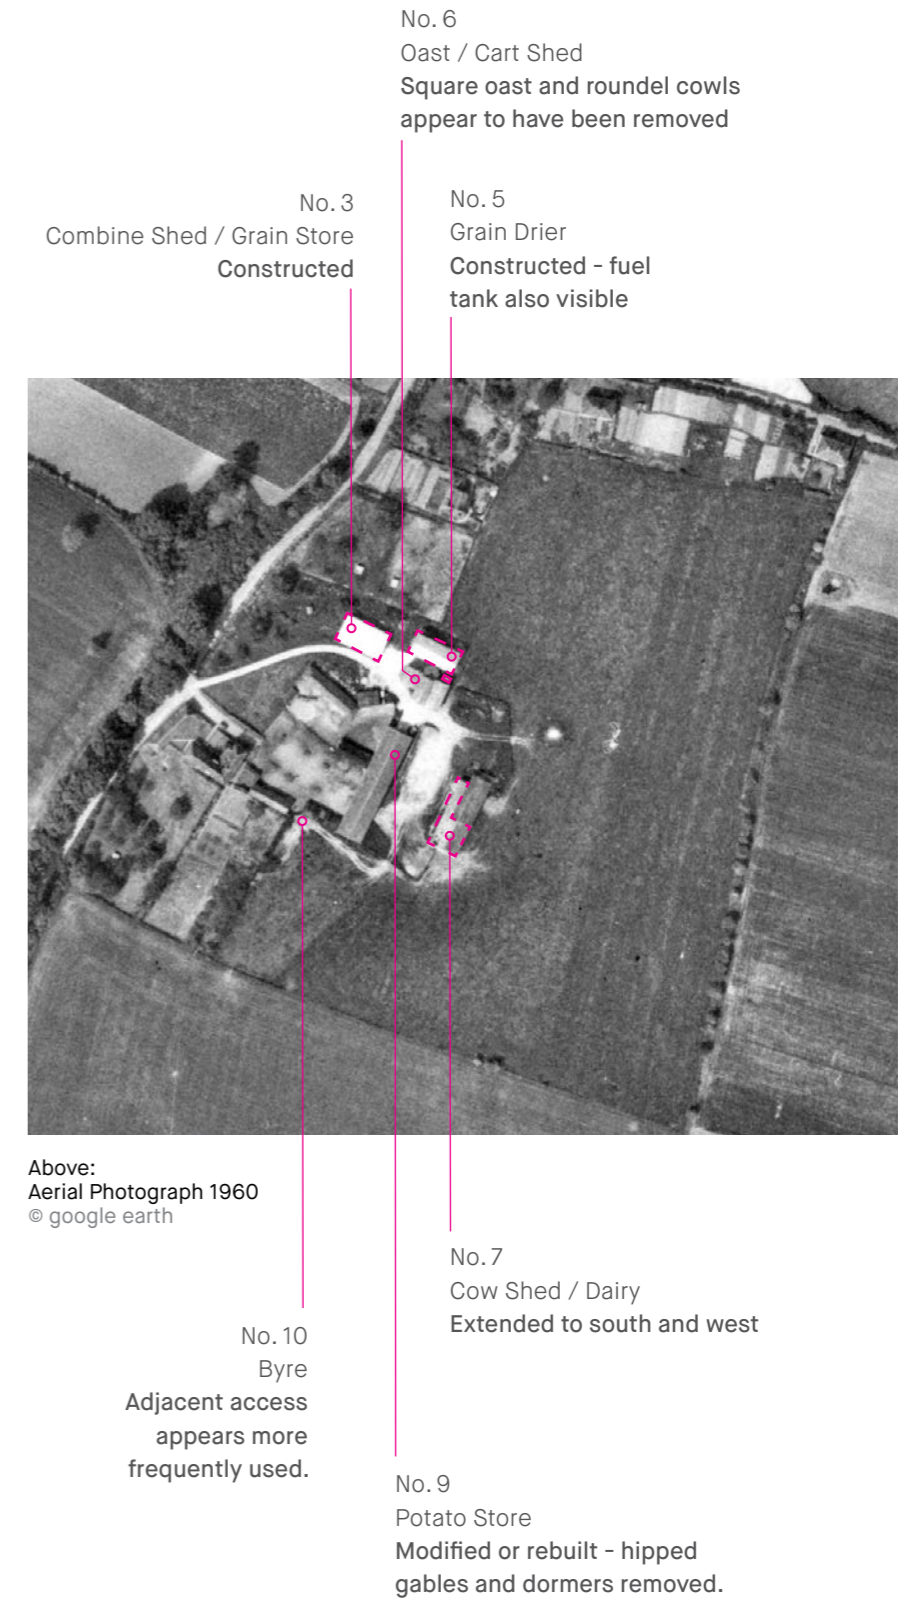 No. 6
Oast / Cart Shed
Square oast and roundel cowls
appear to have been removed
No. 3
Combine Shed / Grain Store
Constructed
No. 5
Grain Drier
Constructed - fuel
tank also visible
Above:
Aerial Photograph 1960
© google earth
No. 7
Cow Shed / Dairy
Extended to south and west
No. 10
Byre
Adjacent access
appears more
frequently used.
No. 9
Potato Store
Modified or rebuilt - hipped
gables and dormers removed.